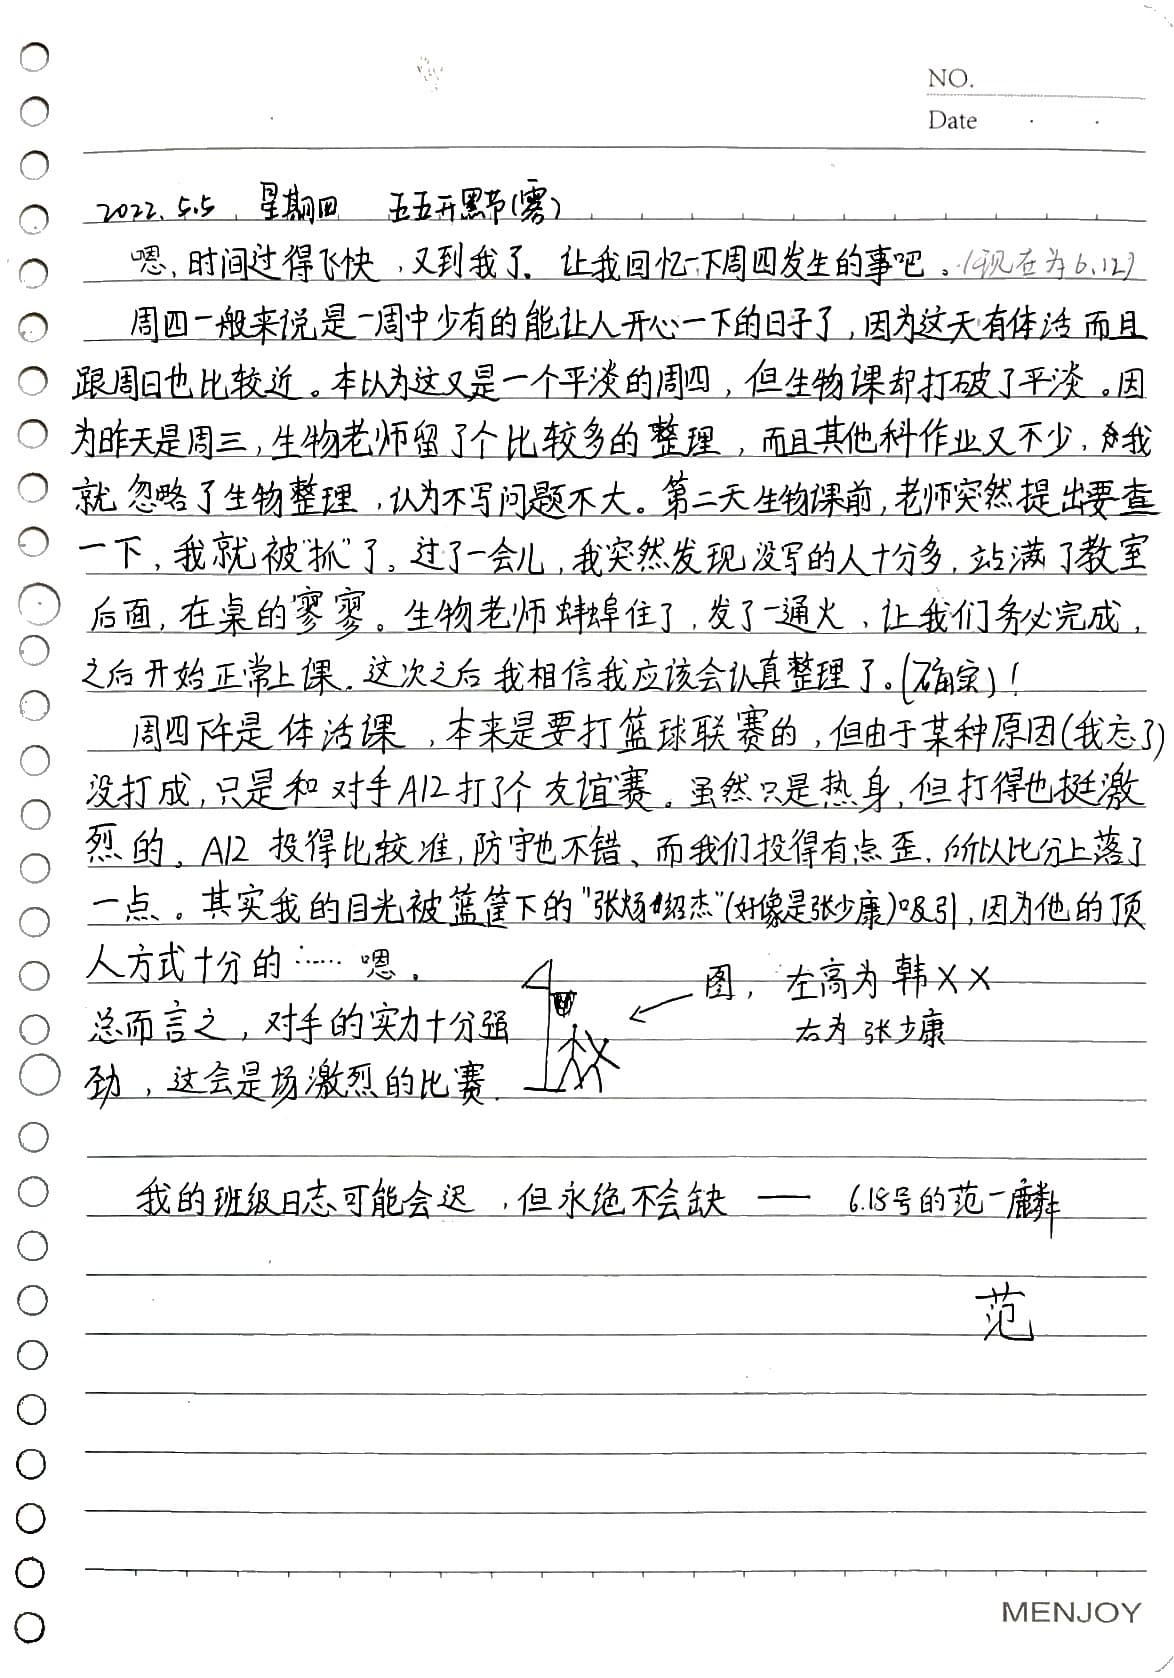 NO.
Date
2022.5.5 星期四 五五开黑节(雾)
嗯,时间过得飞快,又到我了.让我回忆一下周四发生的事吧。(现在为6.12)
周四一般来说是一周中少有的能让人开心一下的日子了,因为这天有体活而且
跟周日也比较近。本以为这又是一个平淡的周四,但生物课却打破了平淡。因
为昨天是周三,生物老师留了个比较多的整理,而且其他科作业又不少,我
就忽略了生物整理,认为不写问题不大。第二天生物课前,老师突然提出要查
一下,我就被"抓"了。过了一会儿,我突然发现没写的人十分多,站满了教室
后面,在桌的寥寥。生物老师蚌埠住了,发了一通火、让我们务必完成,
之后开始正常上课.这次之后我相信我应该会认真整理了。(确实)!
周四下午是体活课,本来是要打篮球联赛的,但由于某种原因(我忘了)
没打成,只是和对手A12打了个友谊赛。虽然只是热身,但打得也挺激
烈的。A12投得比较准,防守也不错、而我们投得有点歪.所以比分上落了
一点。其实我的目光被篮筐下的"张炀绍杰"(好像是张少康)吸引,因为他的顶
人方式十分的……嗯.
图, 左高为韩XX
右为张少康
总而言之,对手的实力十分强
劲,这会是场激烈的比赛.
我的班级日志可能会迟,但永绝不会缺 —— 6.18号的范一麟
范
MENJOY